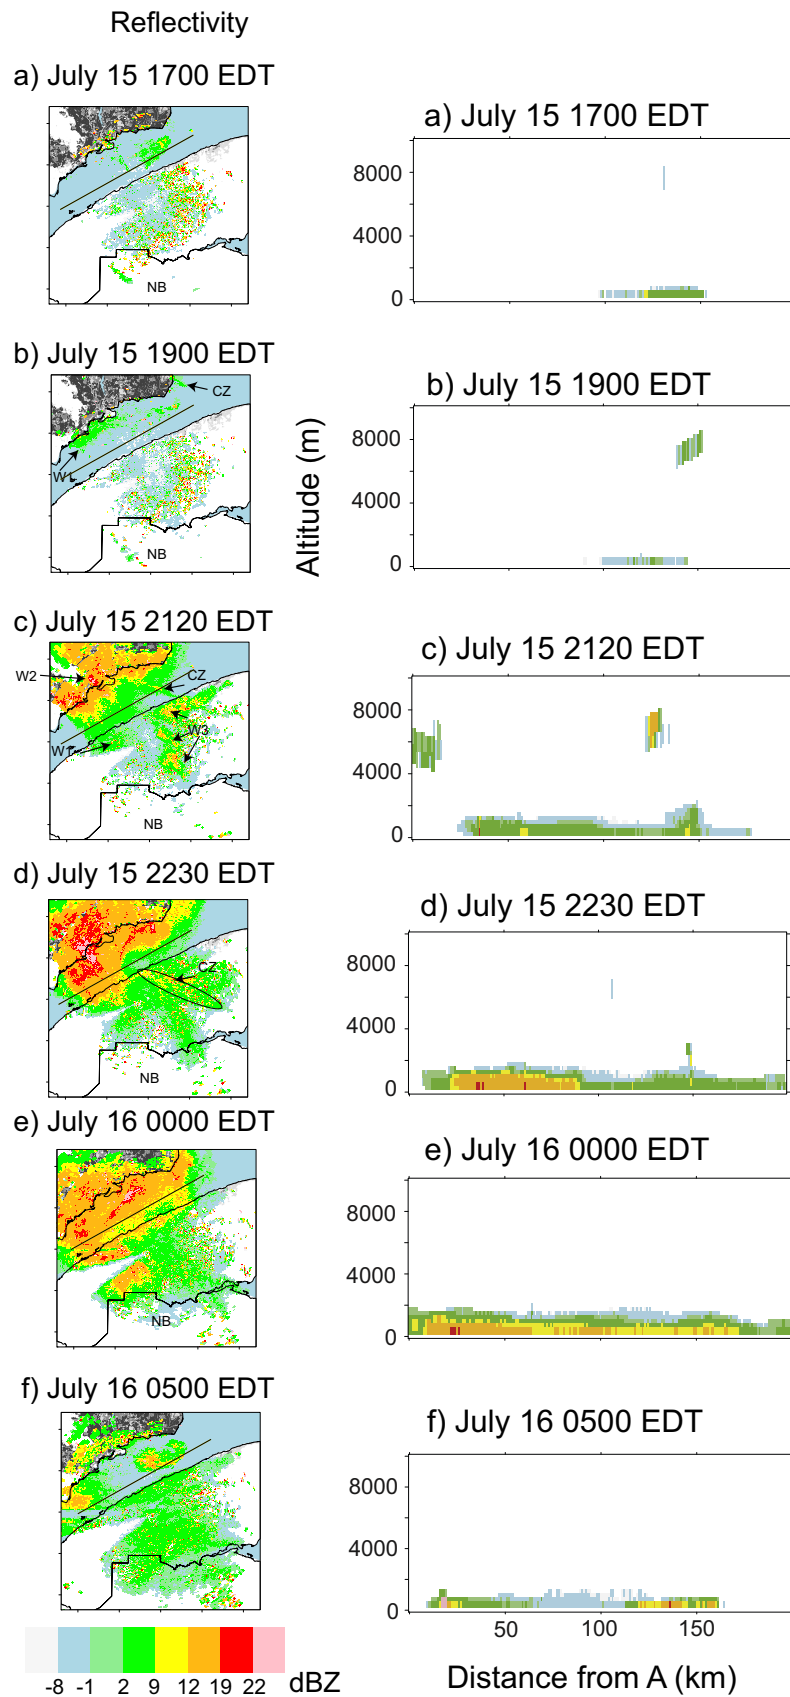 Reflectivity
a) July 15 1700 EDT
NB
b) July 15 1900 EDT
CZ
W1
NB
c) July 15 2120 EDT
W2
CZ
W3
W1
NB
d) July 15 2230 EDT
CZ
NB
e) July 16 0000 EDT
NB
f) July 16 0500 EDT
-8 -1 2 9 12 19 22 dBZ
a) July 15 1700 EDT
8000
4000
0
b) July 15 1900 EDT
8000
4000
0
Altitude (m)
c) July 15 2120 EDT
8000
4000
0
d) July 15 2230 EDT
8000
4000
0
e) July 16 0000 EDT
8000
4000
0
f) July 16 0500 EDT
8000
4000
0
50 100 150
Distance from A (km)